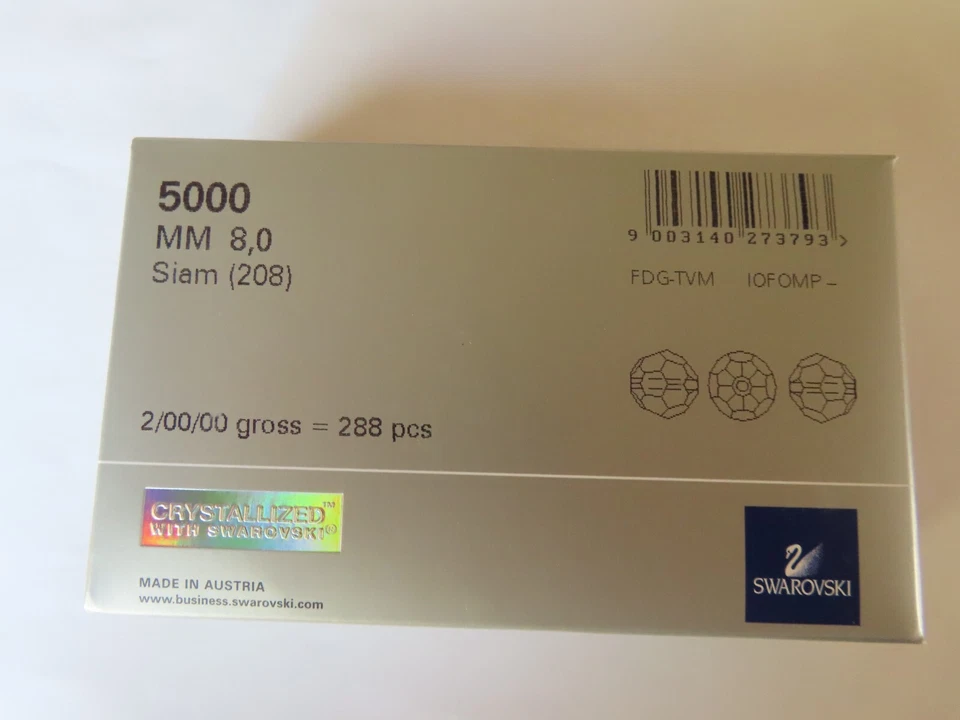 5000
MM 8,0
Siam (208)
9 003140 273793 >
FDG-TVM IOFOMP –
2/00/00 gross = 288 pcs
CRYSTALLIZED™
WITH SWAROVSKI®
MADE IN AUSTRIA
www.business.swarovski.com
SWAROVSKI